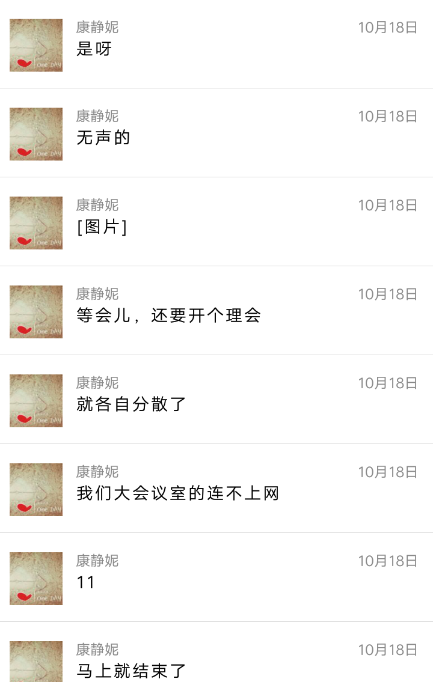 康静妮 10月18日
是呀
康静妮 10月18日
无声的
康静妮 10月18日
[图片]
康静妮 10月18日
等会儿，还要开个理会
康静妮 10月18日
就各自分散了
康静妮 10月18日
我们大会议室的连不上网
康静妮 10月18日
11
康静妮 10月18日
马上就结束了